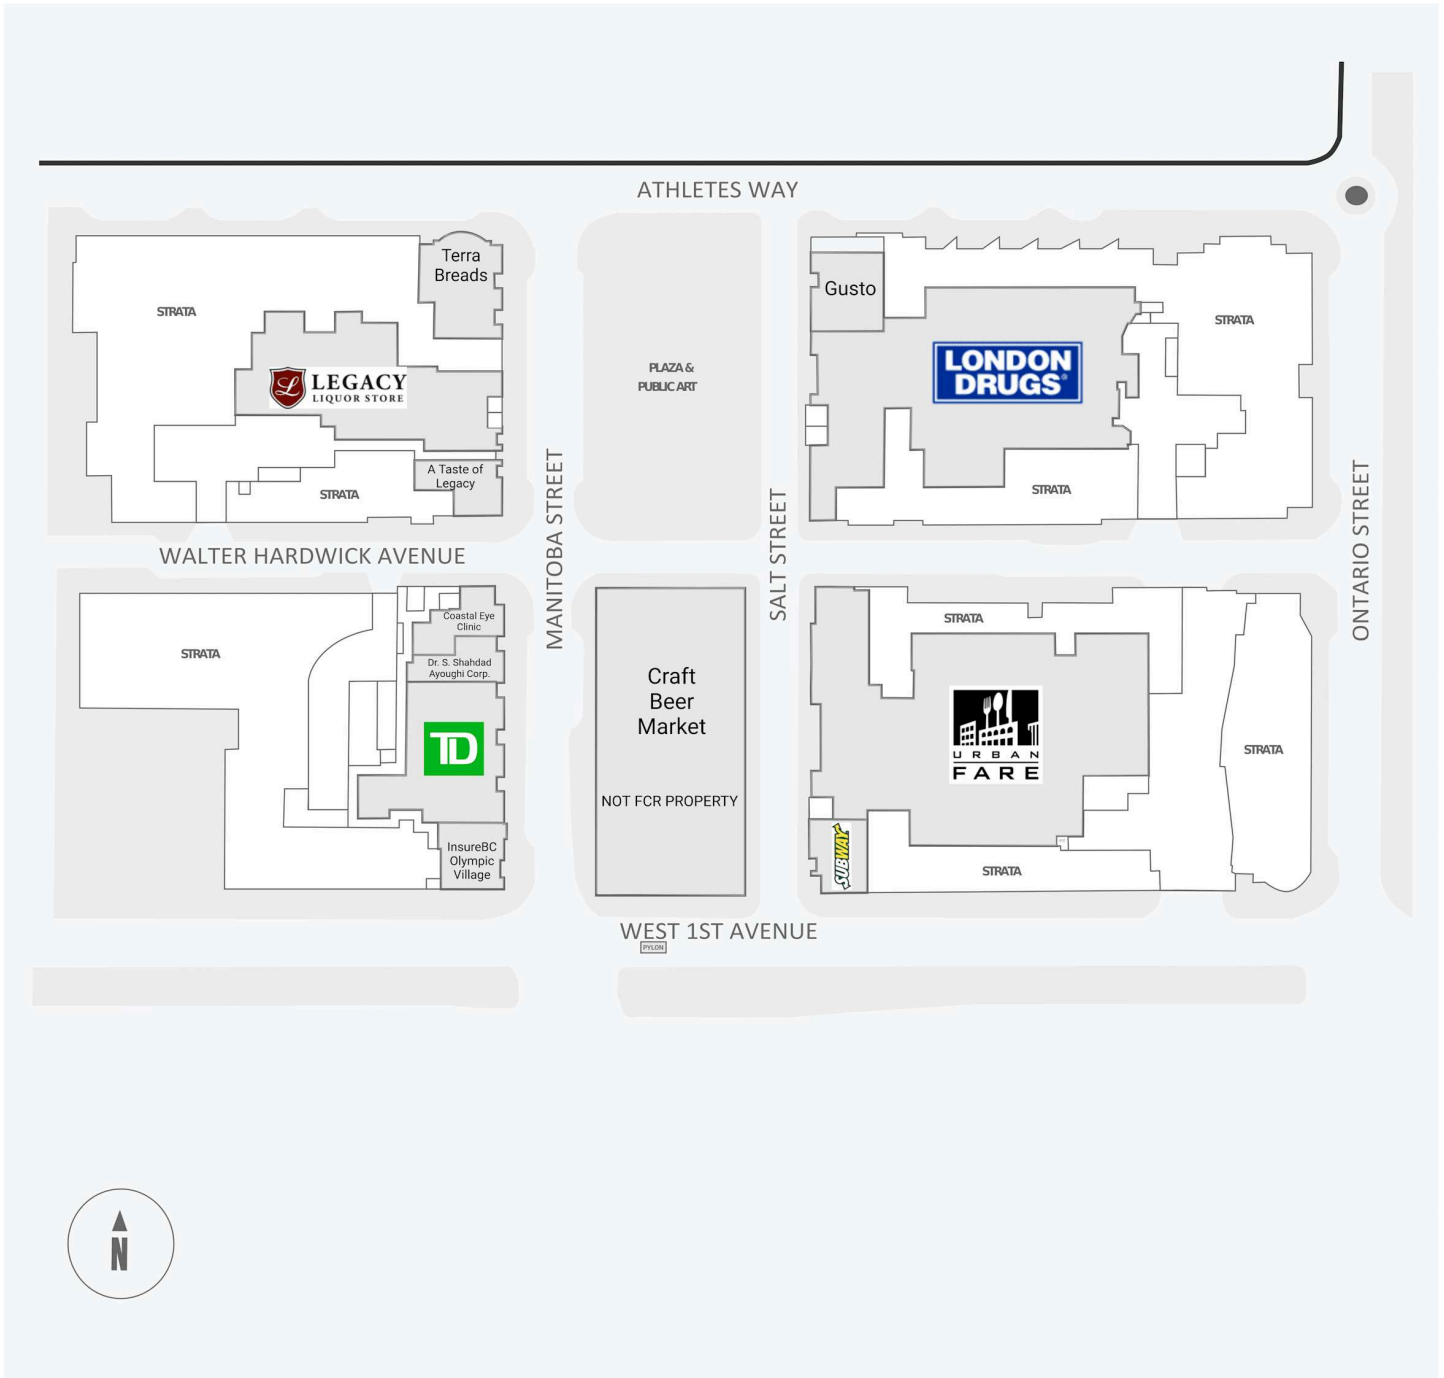 ATHLETES WAY
Terra
Breads
STRATA
L LEGACY
LIQUOR STORE
A Taste of
Legacy
STRATA
PLAZA &
PUBLIC ART
Gusto
LONDON
DRUGS®
STRATA
STRATA
WALTER HARDWICK AVENUE
MANITOBA STREET
SALT STREET
ONTARIO STREET
STRATA
Coastal Eye
Clinic
Dr. S. Shahdad
Ayoughi Corp.
TD
InsureBC
Olympic
Village
Craft
Beer
Market
NOT FCR PROPERTY
STRATA
URBAN
FARE
STRATA
SUBWAY
STRATA
WEST 1ST AVENUE
PYLON
N